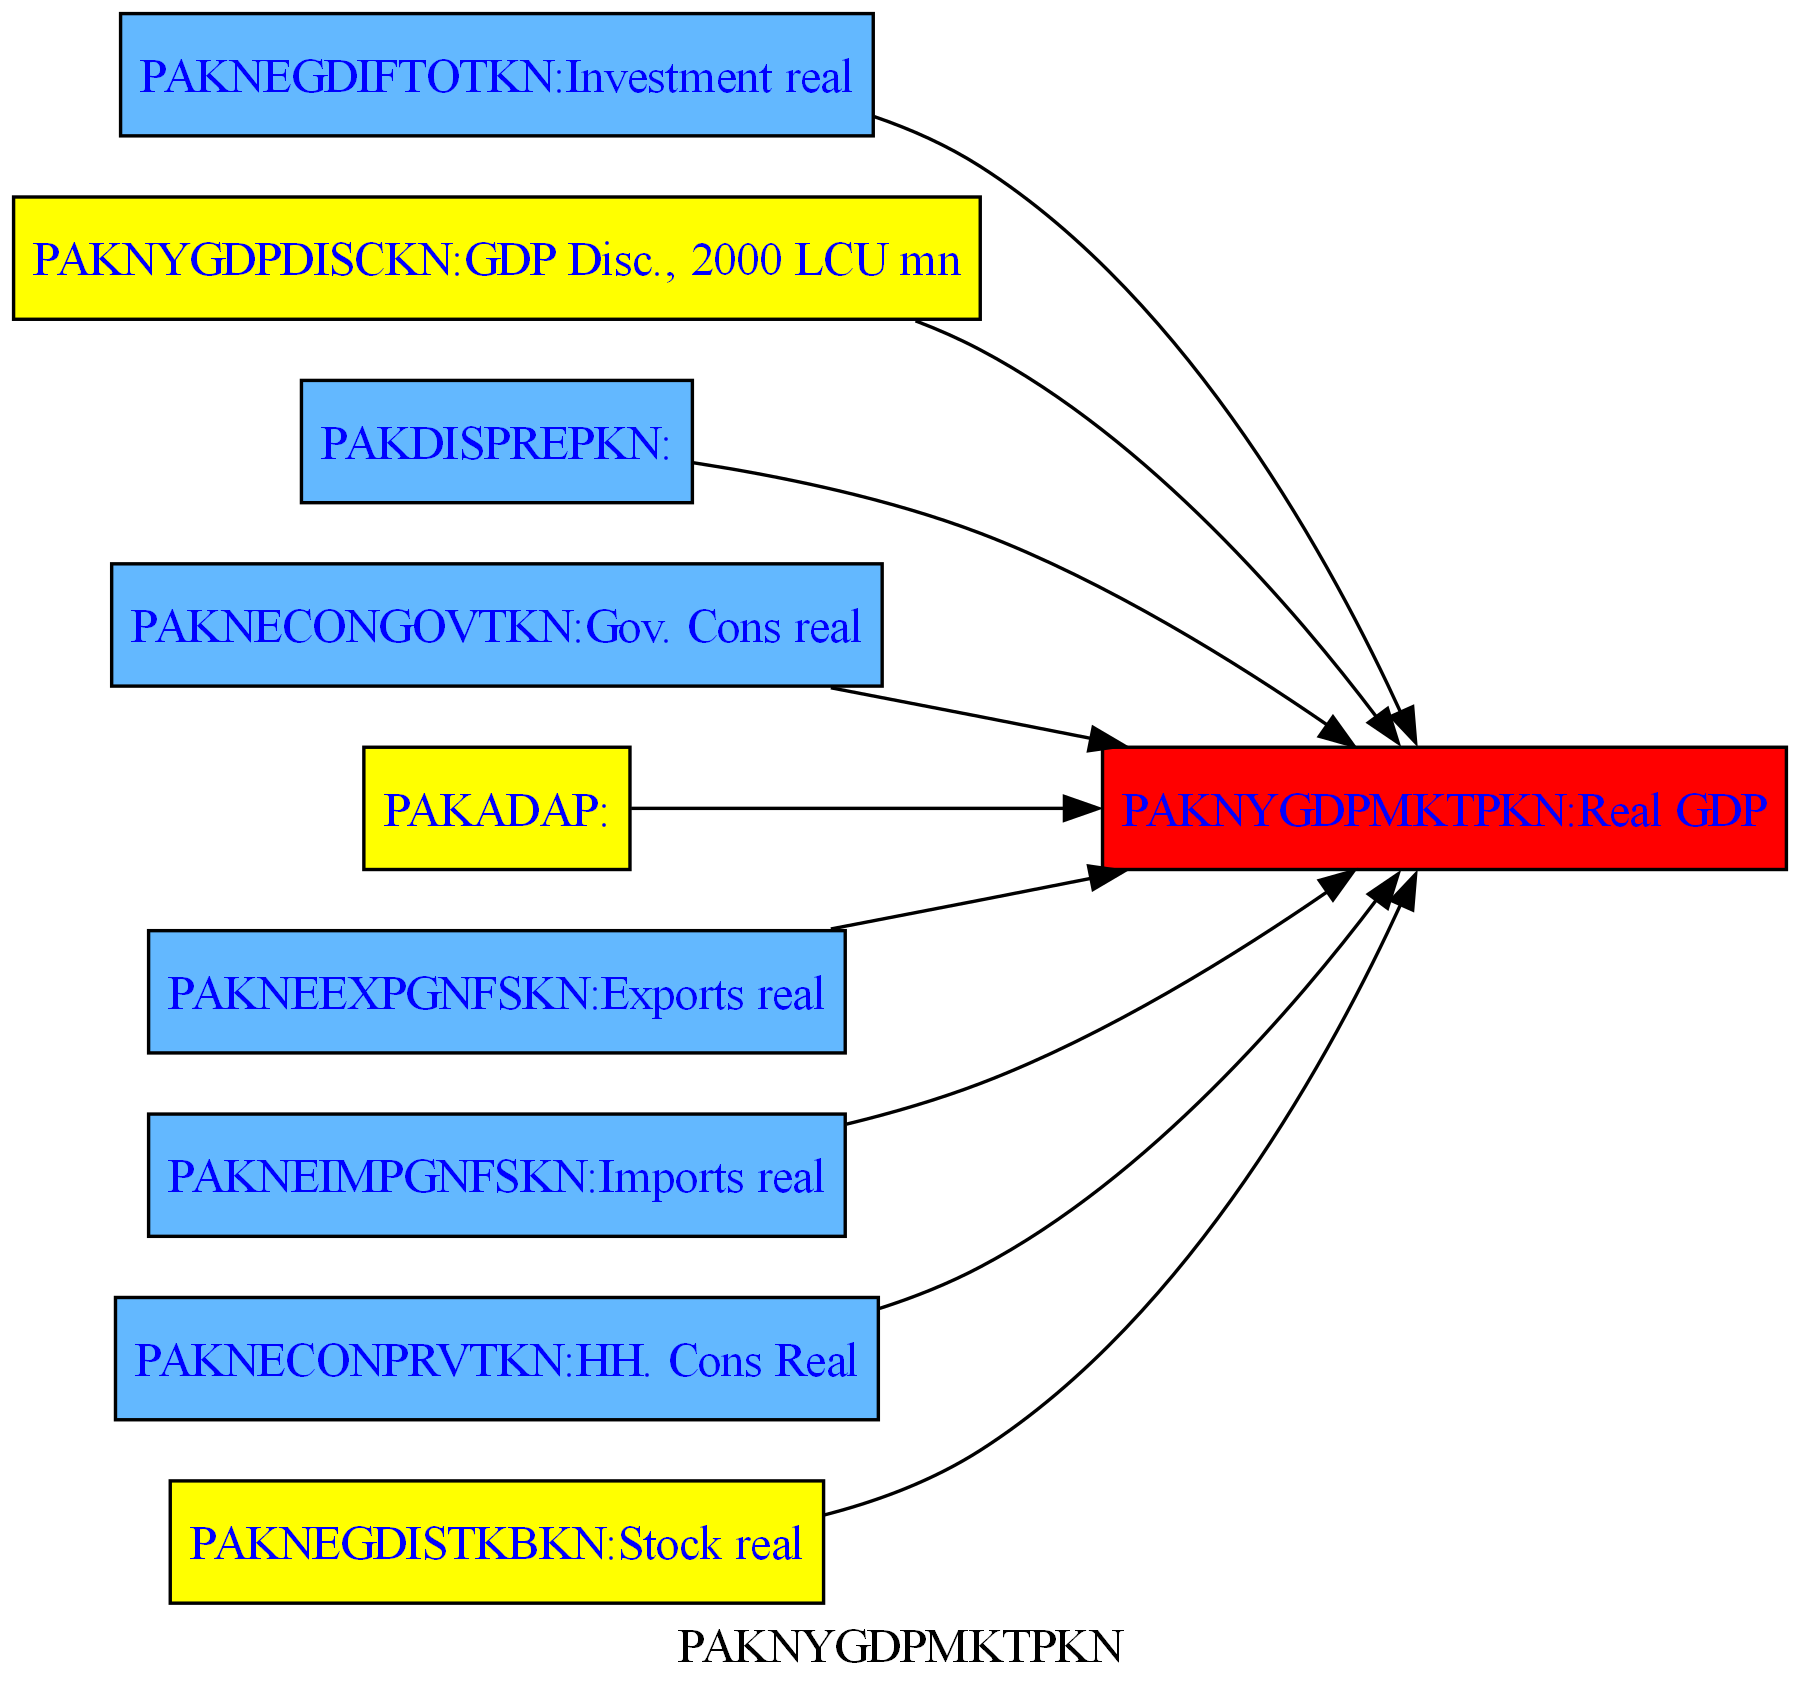 PAKNEGDIFTOTKN:Investment real
PAKNYGDPDISCKN:GDP Disc., 2000 LCU mn
PAKDISPREPKN:
PAKNECONGOVTKN:Gov. Cons real
PAKADAP:
PAKNYGDPMKTPKN:Real GDP
PAKNEEXPGNFSKN:Exports real
PAKNEIMPGNFSKN:Imports real
PAKNECONPRVTKN:HH. Cons Real
PAKNEGDISTKBKN:Stock real
PAKNYGDPMKTPKN